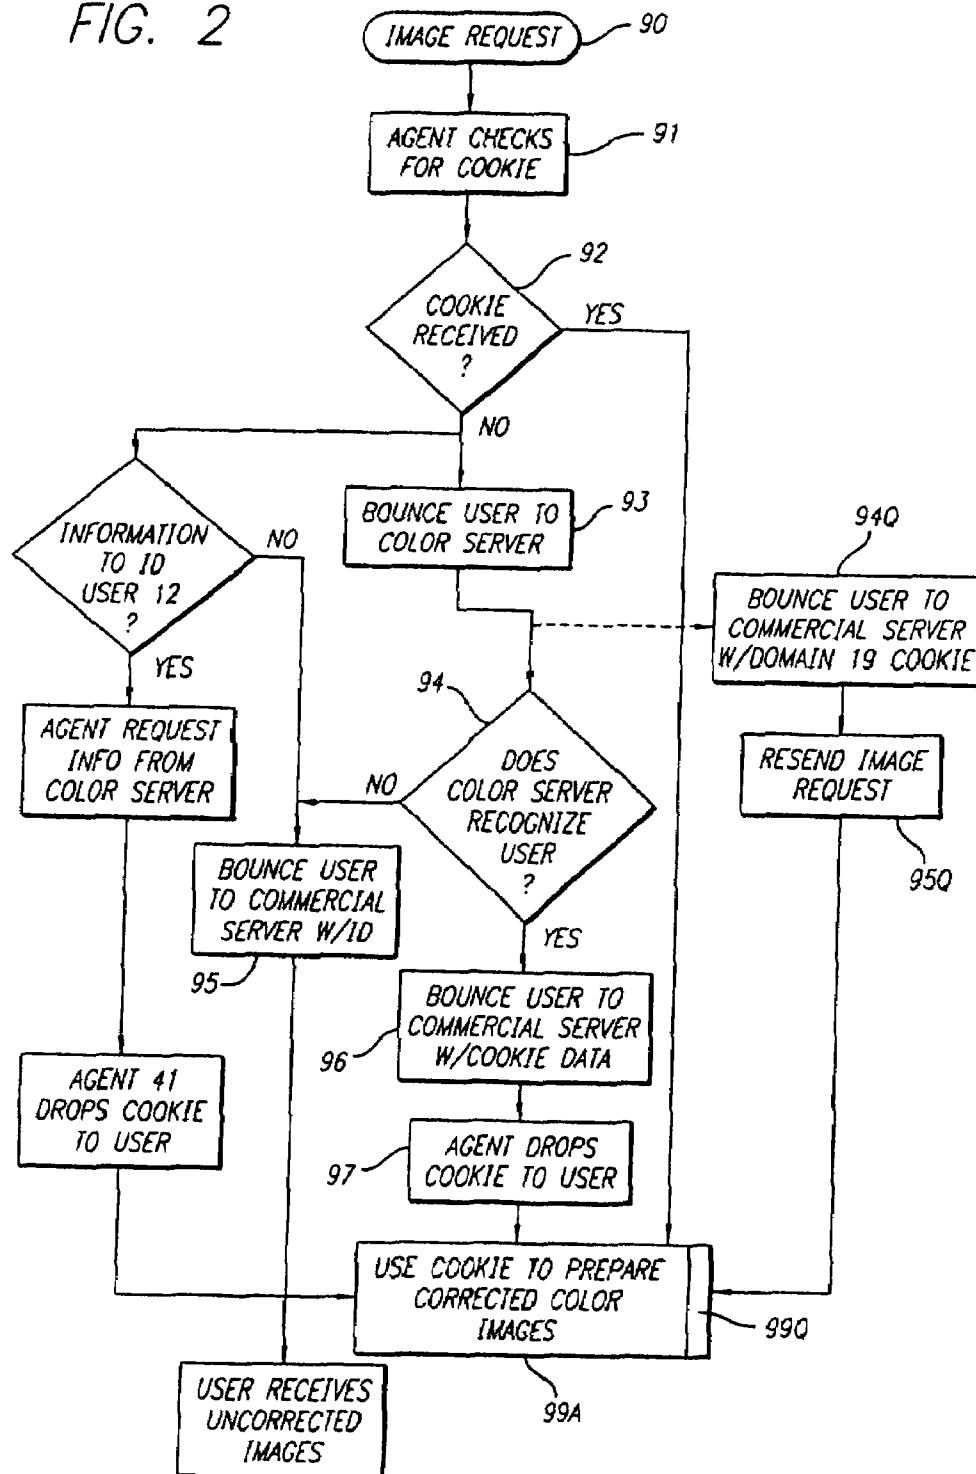 FIG. 2
IMAGE REQUEST
90
AGENT CHECKS
FOR COOKIE
91
92
COOKIE
RECEIVED
?
YES
NO
BOUNCE USER TO
COLOR SERVER
93
INFORMATION
TO ID
USER 12
?
NO
YES
94Q
BOUNCE USER TO
COMMERCIAL SERVER
W/DOMAIN 19 COOKIE
94
DOES
COLOR SERVER
RECOGNIZE
USER
?
NO
YES
AGENT REQUEST
INFO FROM
COLOR SERVER
RESEND IMAGE
REQUEST
95Q
BOUNCE USER
TO COMMERCIAL
SERVER W/ID
95
BOUNCE USER TO
COMMERCIAL SERVER
W/COOKIE DATA
96
AGENT 41
DROPS COOKIE
TO USER
AGENT DROPS
COOKIE TO USER
97
USE COOKIE TO PREPARE
CORRECTED COLOR
IMAGES
99Q
99A
USER RECEIVES
UNCORRECTED
IMAGES